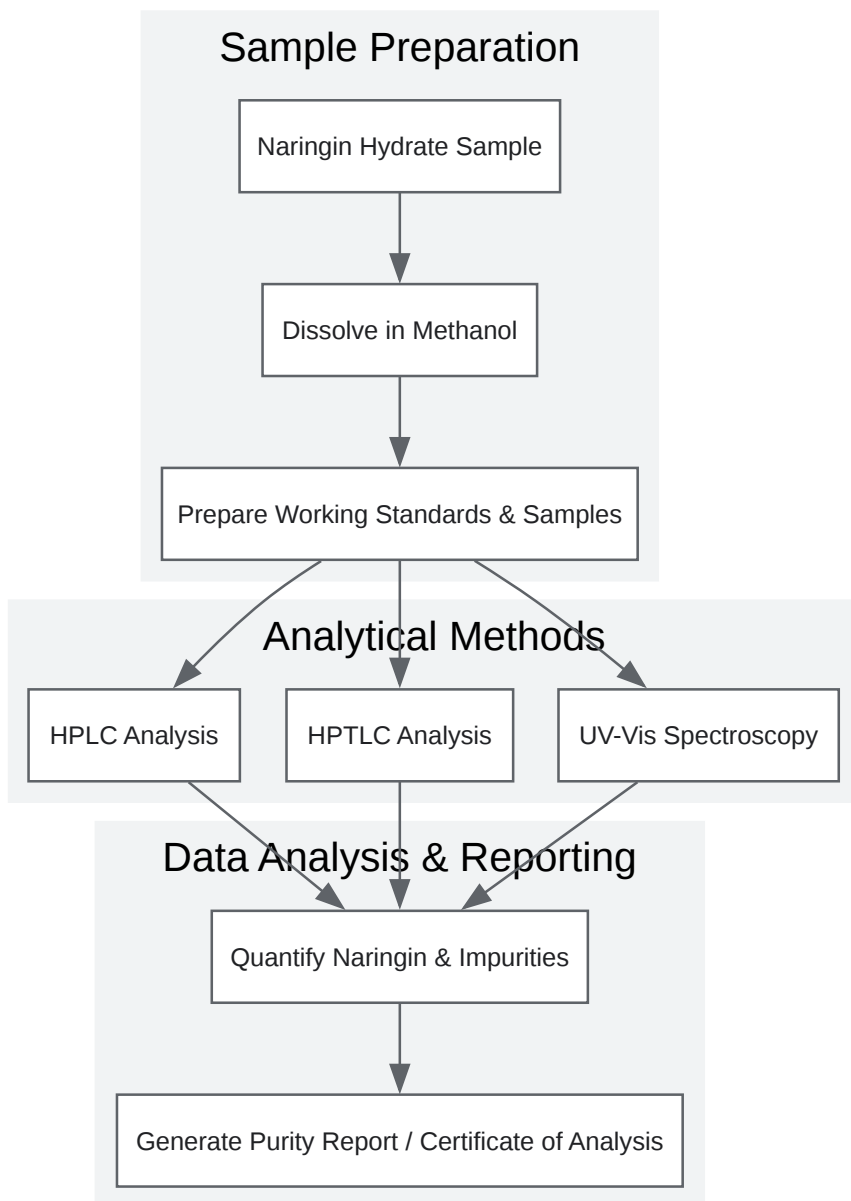 Sample Preparation
Naringin Hydrate Sample
Dissolve in Methanol
Prepare Working Standards & Samples
Analytical Methods
HPLC Analysis
HPTLC Analysis
UV-Vis Spectroscopy
Data Analysis & Reporting
Quantify Naringin & Impurities
Generate Purity Report / Certificate of Analysis